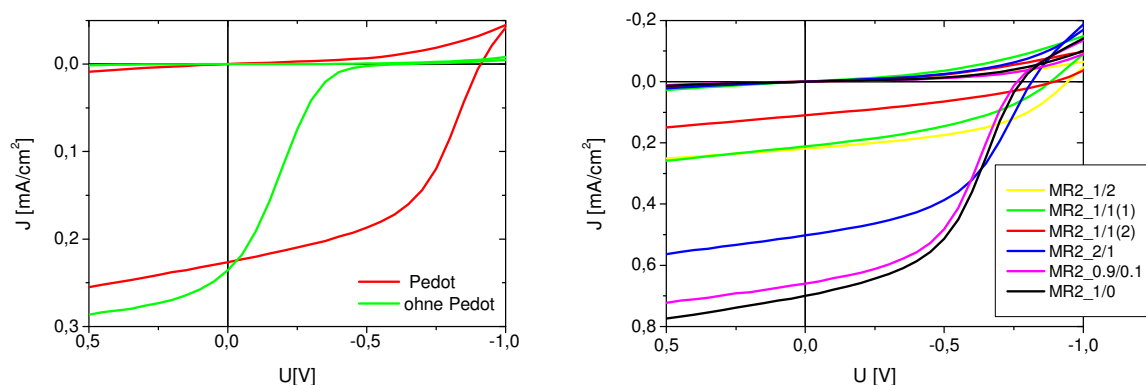 0,0
0,1
0,2
0,3
J [mA/cm²]
0,5
0,0
-0,5
-1,0
U[V]
Pedot
ohne Pedot
-0,2
0,0
0,2
0,4
0,6
0,8
J [mA/cm²]
0,5
0,0
-0,5
-1,0
U [V]
MR2_1/2
MR2_1/1(1)
MR2_1/1(2)
MR2_2/1
MR2_0.9/0.1
MR2_1/0